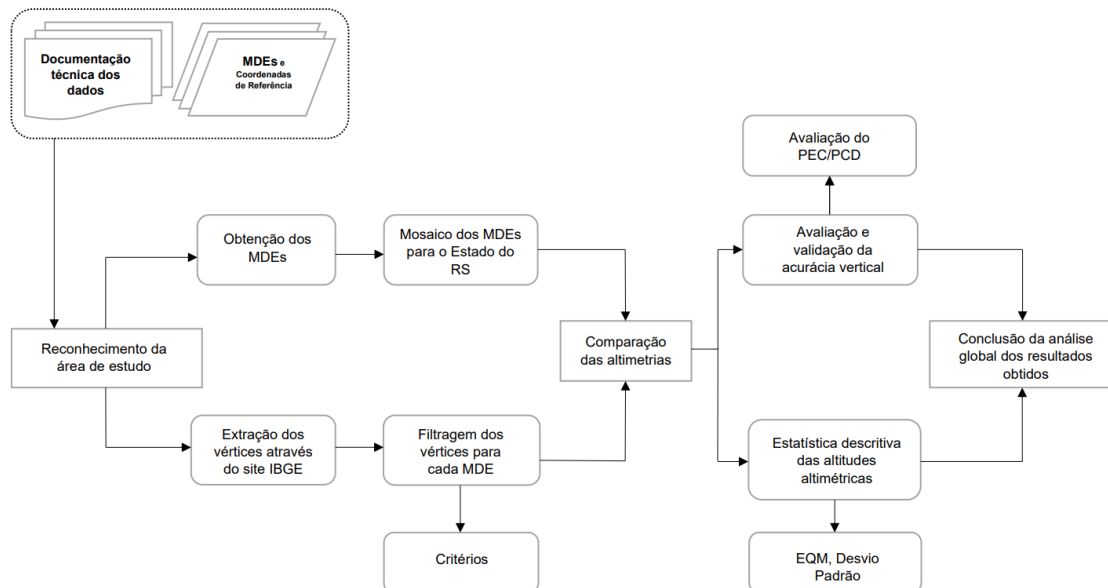 Documentação
técnica dos
dados
MDEs e
Coordenadas
de Referência
Avaliação do
PEC/PCD
Obtenção dos
MDEs
Mosaico dos MDEs
para o Estado do
RS
Avaliação e
validação da
acurácia vertical
Reconhecimento da
área de estudo
Comparação
das altimetrias
Conclusão da análise
global dos resultados
obtidos
Extração dos
vértices através
do site IBGE
Filtragem dos
vértices para
cada MDE
Estatística descritiva
das altitudes
altimétricas
Critérios
EQM, Desvio
Padrão